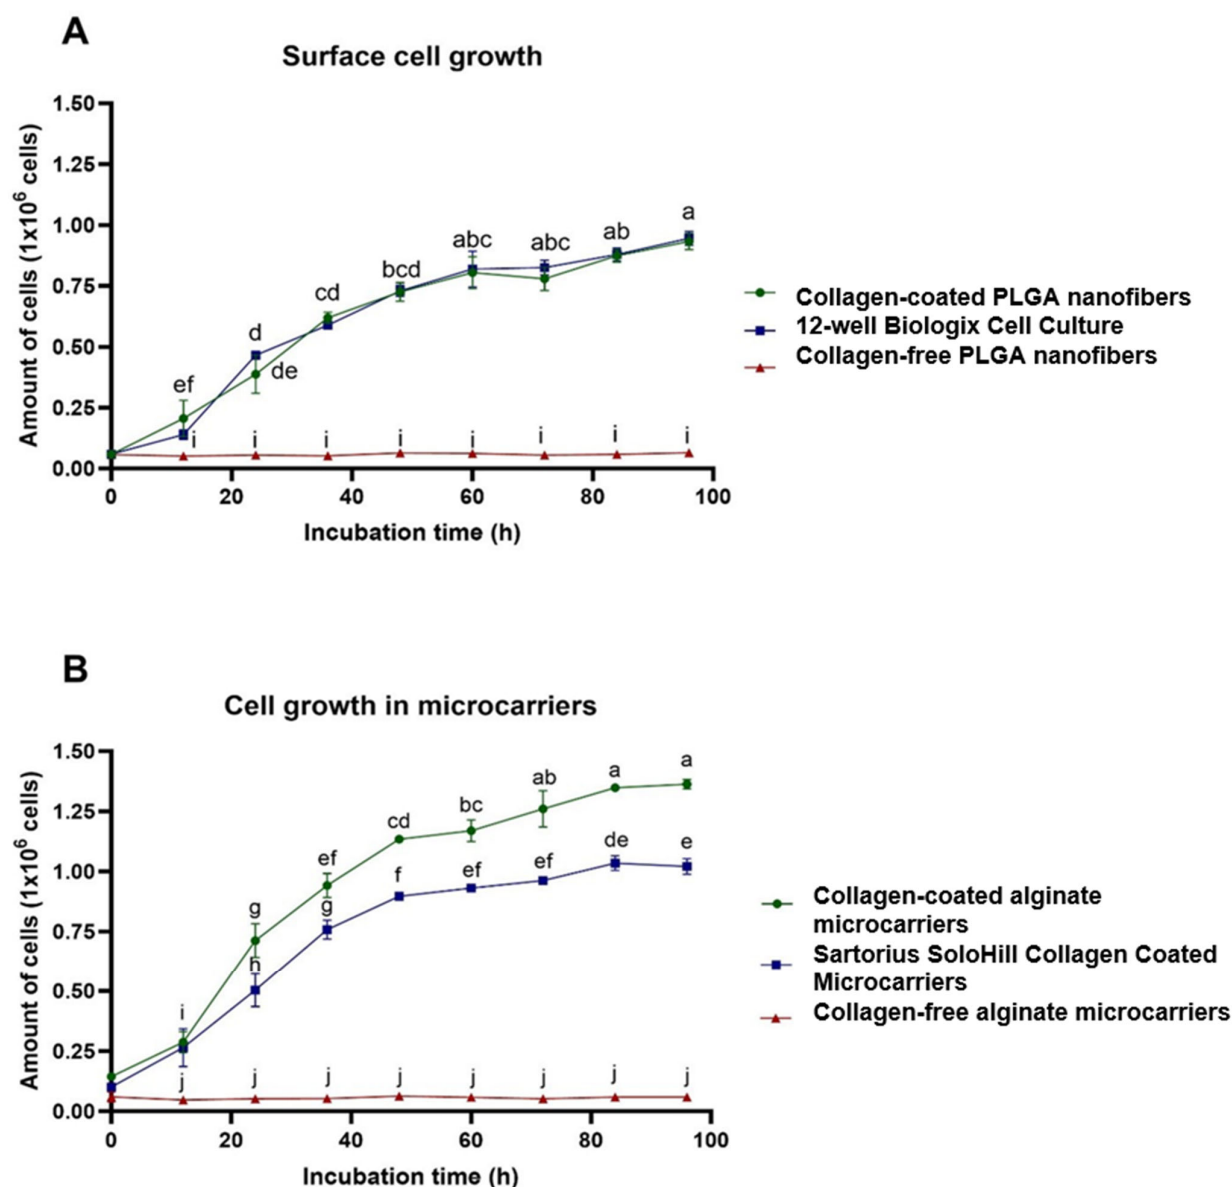 A
Surface cell growth
Amount of cells (1x10⁶ cells)
1.50
1.25
1.00
0.75
0.50
0.25
0.00
ef
d
de
cd
bcd
abc
abc
ab
a
i
i
i
i
i
i
i
i
0
20
40
60
80
100
Incubation time (h)
Collagen-coated PLGA nanofibers
12-well Biologix Cell Culture
Collagen-free PLGA nanofibers
B
Cell growth in microcarriers
Amount of cells (1x10⁶ cells)
1.50
1.25
1.00
0.75
0.50
0.25
0.00
i
g
ef
cd
bc
ab
a
a
h
g
f
ef
ef
de
e
j
j
j
j
j
j
j
j
0
20
40
60
80
100
Incubation time (h)
Collagen-coated alginate
microcarriers
Sartorius SoloHill Collagen Coated
Microcarriers
Collagen-free alginate microcarriers